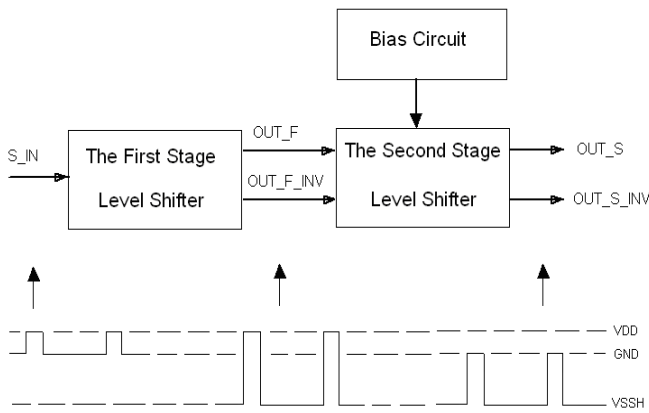 Bias Circuit
S_IN
The First Stage
Level Shifter
OUT_F
OUT_F_INV
The Second Stage
Level Shifter
OUT_S
OUT_S_INV
VDD
GND
VSSH